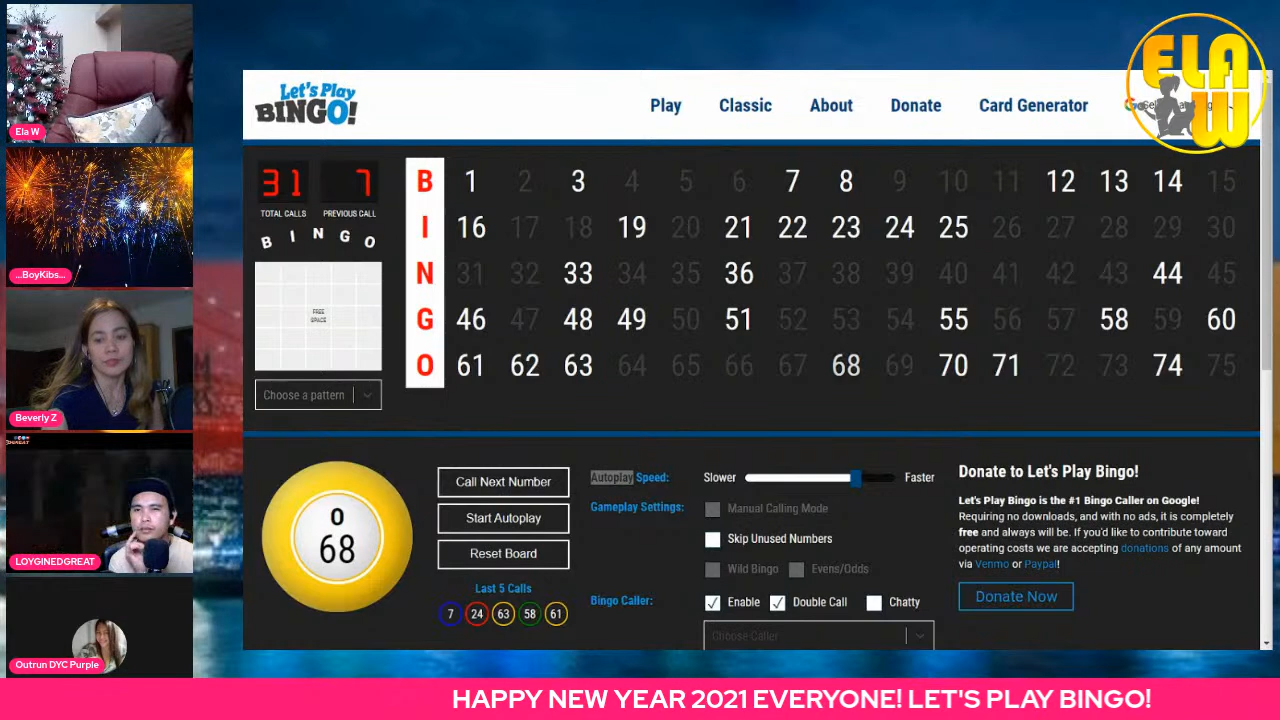 Ela W
...BoyKibs...
Beverly Z
LOYGINEDGREAT
Outrun DYC Purple
ELA
W
Let's Play
BINGO!
Play Classic About Donate Card Generator
31 7
TOTAL CALLS PREVIOUS CALL
B I N G O
FREE
SPACE
Choose a pattern
B 1 2 3 4 5 6 7 8 9 10 11 12 13 14 15
I 16 17 18 19 20 21 22 23 24 25 26 27 28 29 30
N 31 32 33 34 35 36 37 38 39 40 41 42 43 44 45
G 46 47 48 49 50 51 52 53 54 55 56 57 58 59 60
O 61 62 63 64 65 66 67 68 69 70 71 72 73 74 75
O
68
Call Next Number
Start Autoplay
Reset Board
Last 5 Calls
7 24 63 58 61
Autoplay Speed: Slower Faster
Gameplay Settings: Manual Calling Mode
Skip Unused Numbers
Wild Bingo Evens/Odds
Bingo Caller: Enable Double Call Chatty
Choose Caller
Donate to Let's Play Bingo!
Let's Play Bingo is the #1 Bingo Caller on Google!
Requiring no downloads, and with no ads, it is completely
free and always will be. If you'd like to contribute toward
operating costs we are accepting donations of any amount
via Venmo or Paypal!
Donate Now
HAPPY NEW YEAR 2021 EVERYONE! LET'S PLAY BINGO!